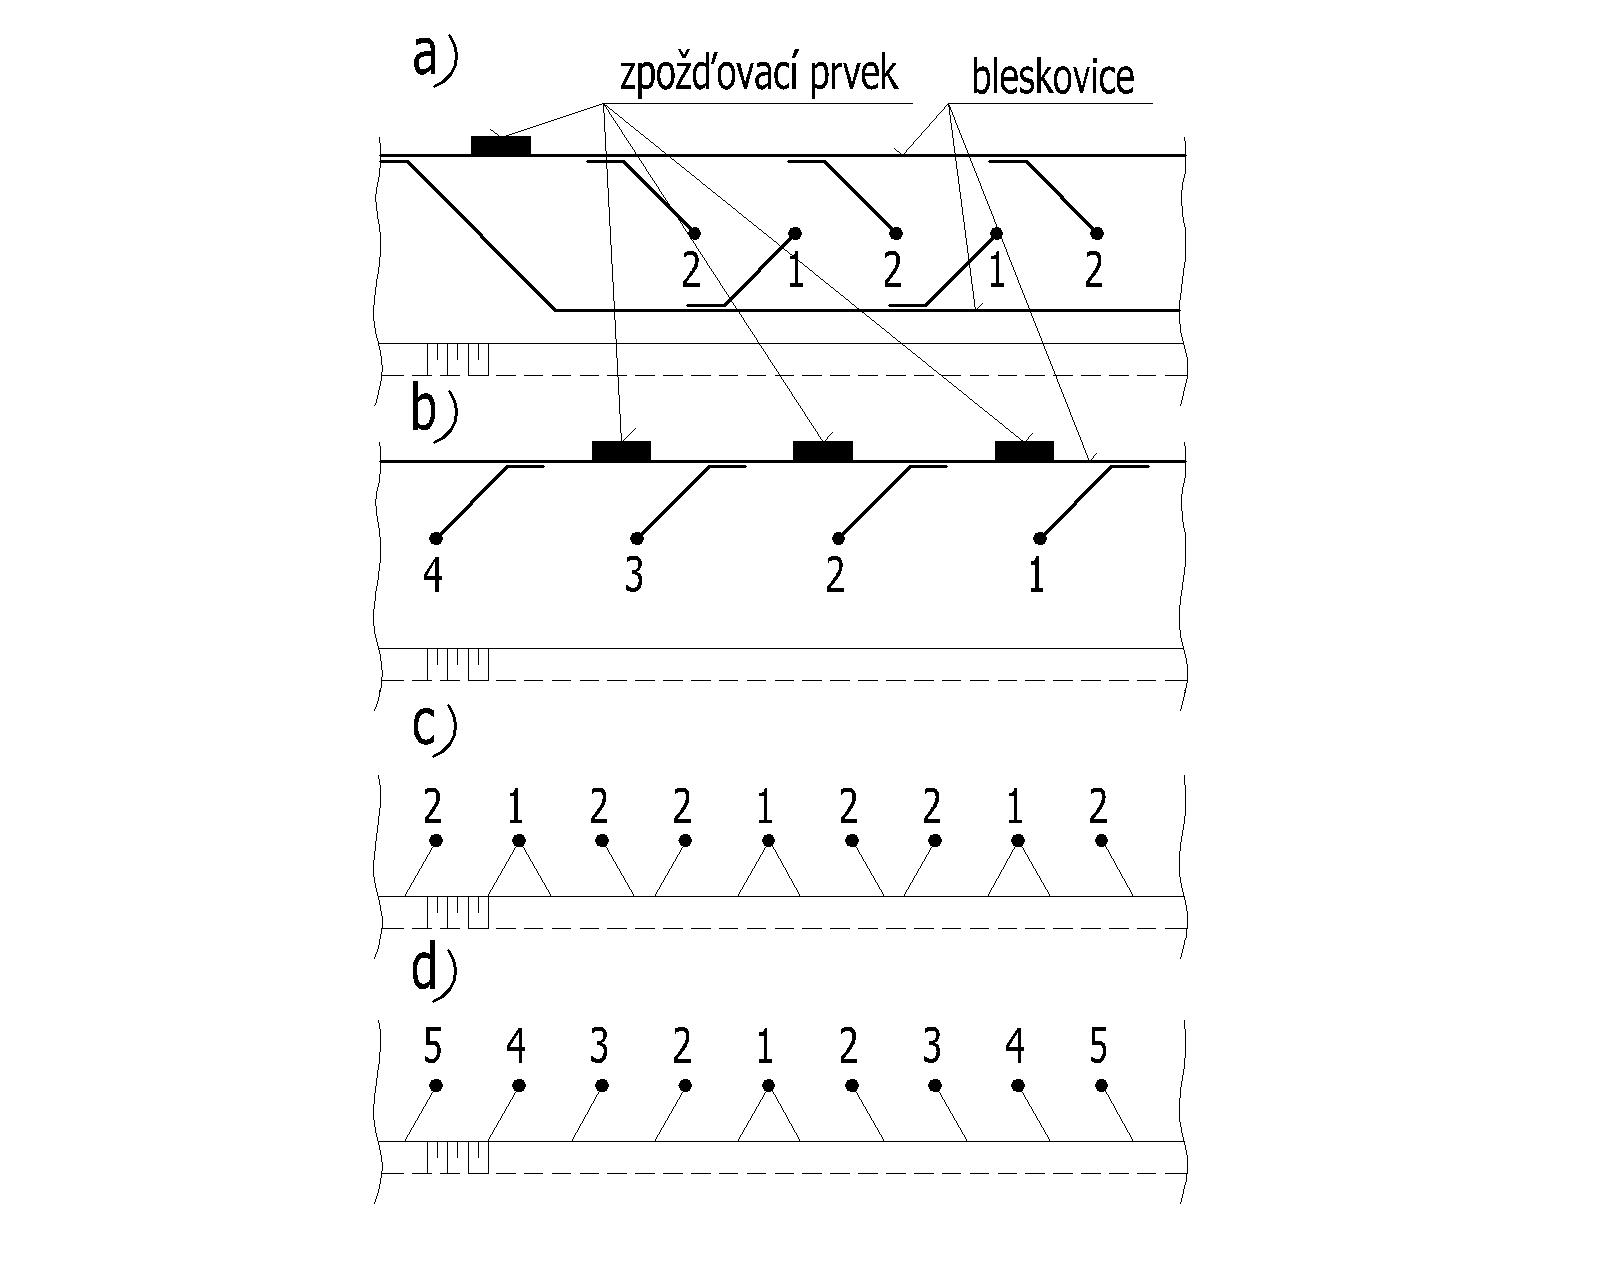 a)
zpožďovací prvek bleskovice
2 1 2 1 2
b)
4 3 2 1
c)
2 1 2 2 1 2 2 1 2
d)
5 4 3 2 1 2 3 4 5